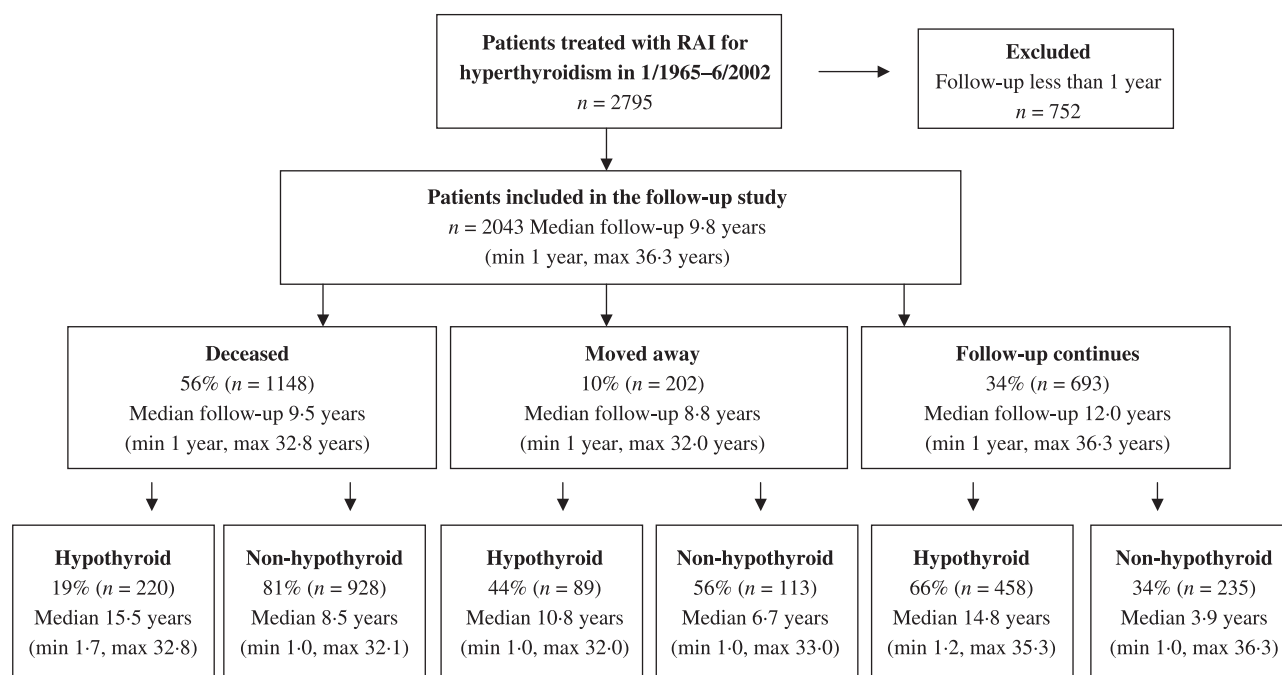 Patients treated with RAI for
hyperthyroidism in 1/1965–6/2002
n = 2795
Excluded
Follow-up less than 1 year
n = 752
Patients included in the follow-up study
n = 2043 Median follow-up 9·8 years
(min 1 year, max 36·3 years)
Deceased
56% (n = 1148)
Median follow-up 9·5 years
(min 1 year, max 32·8 years)
Moved away
10% (n = 202)
Median follow-up 8·8 years
(min 1 year, max 32·0 years)
Follow-up continues
34% (n = 693)
Median follow-up 12·0 years
(min 1 year, max 36·3 years)
Hypothyroid
19% (n = 220)
Median 15·5 years
(min 1·7, max 32·8)
Non-hypothyroid
81% (n = 928)
Median 8·5 years
(min 1·0, max 32·1)
Hypothyroid
44% (n = 89)
Median 10·8 years
(min 1·0, max 32·0)
Non-hypothyroid
56% (n = 113)
Median 6·7 years
(min 1·0, max 33·0)
Hypothyroid
66% (n = 458)
Median 14·8 years
(min 1·2, max 35·3)
Non-hypothyroid
34% (n = 235)
Median 3·9 years
(min 1·0, max 36·3)